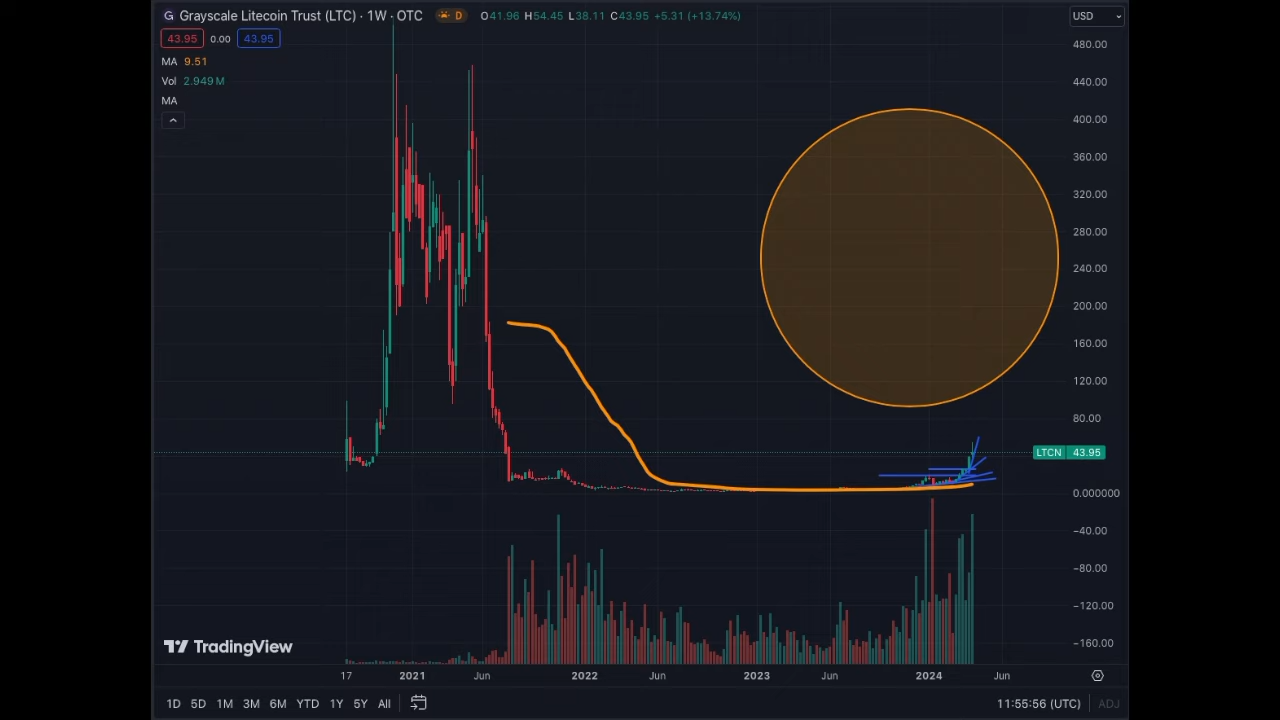 G Grayscale Litecoin Trust (LTC) · 1W · OTC D O41.96 H54.45 L38.11 C43.95 +5.31 (+13.74%) USD
43.95 0.00 43.95
MA 9.51
Vol 2.949 M
MA
480.00
440.00
400.00
360.00
320.00
280.00
240.00
200.00
160.00
120.00
80.00
LTCN 43.95
0.000000
−40.00
−80.00
−120.00
−160.00
TradingView
17 2021 Jun 2022 Jun 2023 Jun 2024 Jun
1D 5D 1M 3M 6M YTD 1Y 5Y All 11:55:56 (UTC) ADJ